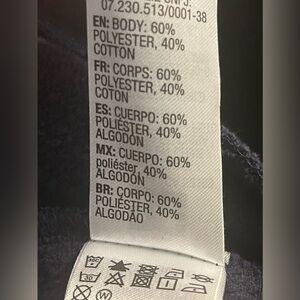 07.230.513/0001-38
EN: BODY: 60%
POLYESTER, 40%
COTTON
FR: CORPS: 60%
POLYESTER, 40%
COTON
ES: CUERPO: 60%
POLIÉSTER, 40%
ALGODÓN
MX: CUERPO: 60%
poliéster, 40%
ALGODÓN
BR: CORPO: 60%
POLIÉSTER, 40%
ALGODÃO
30
W